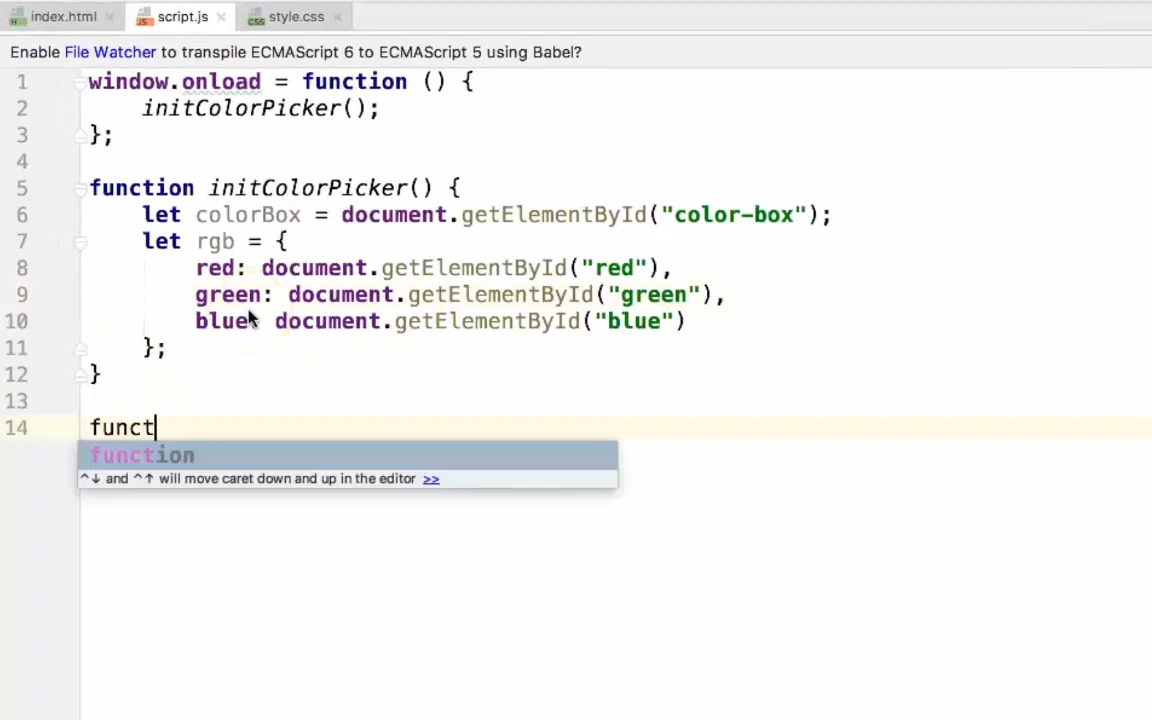 index.html script.js style.css
Enable File Watcher to transpile ECMAScript 6 to ECMAScript 5 using Babel?
1 window.onload = function () {
2 initColorPicker();
3 };
4
5 function initColorPicker() {
6 let colorBox = document.getElementById("color-box");
7 let rgb = {
8 red: document.getElementById("red"),
9 green: document.getElementById("green"),
10 blue: document.getElementById("blue")
11 };
12 }
13
14 funct
function
^↓ and ^↑ will move caret down and up in the editor >>